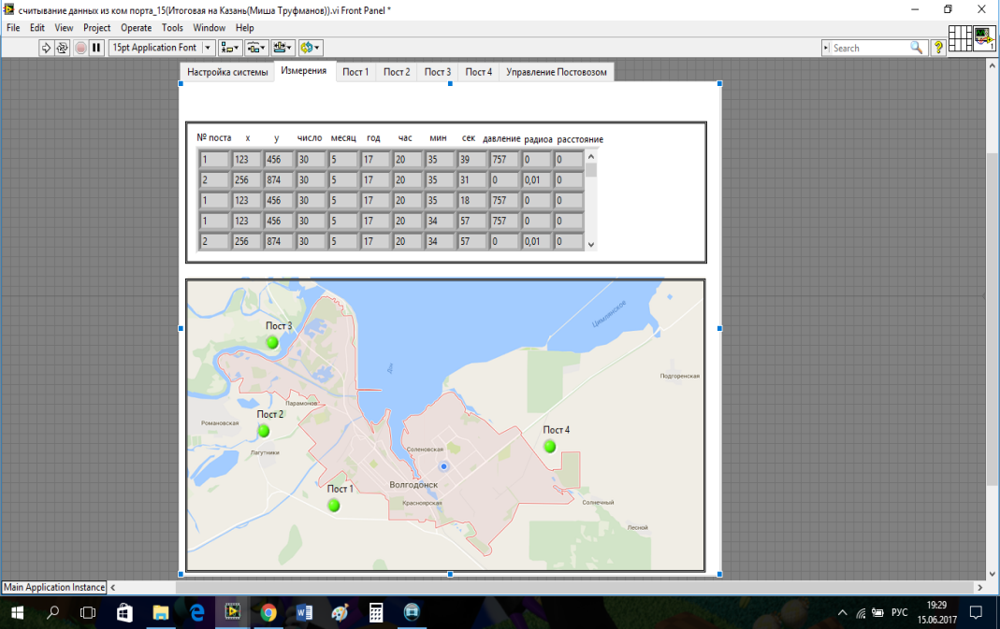 считывание данных из ком порта_15(Итоговая на Казань(Миша Труфманов)).vi Front Panel *
File Edit View Project Operate Tools Window Help
15pt Application Font Search
Настройка системы Измерения Пост 1 Пост 2 Пост 3 Пост 4 Управление Постовозом
№ поста x y число месяц год час мин сек давление радиоа расстояние
1 123 456 30 5 17 20 35 39 757 0 0
2 256 874 30 5 17 20 35 31 0 0,01 0
1 123 456 30 5 17 20 35 18 757 0 0
1 123 456 30 5 17 20 34 57 757 0 0
2 256 874 30 5 17 20 34 57 0 0,01 0
Цимлянское
Пост 3
Дон
Подгоренская
Парамонов
Пост 2
Романовская
Пост 4
Лагутники
Соленовская
Волгодонск
Пост 1
Красноярская
Солнечный
Лесной
Main Application Instance
РУС 19:29
15.06.2017